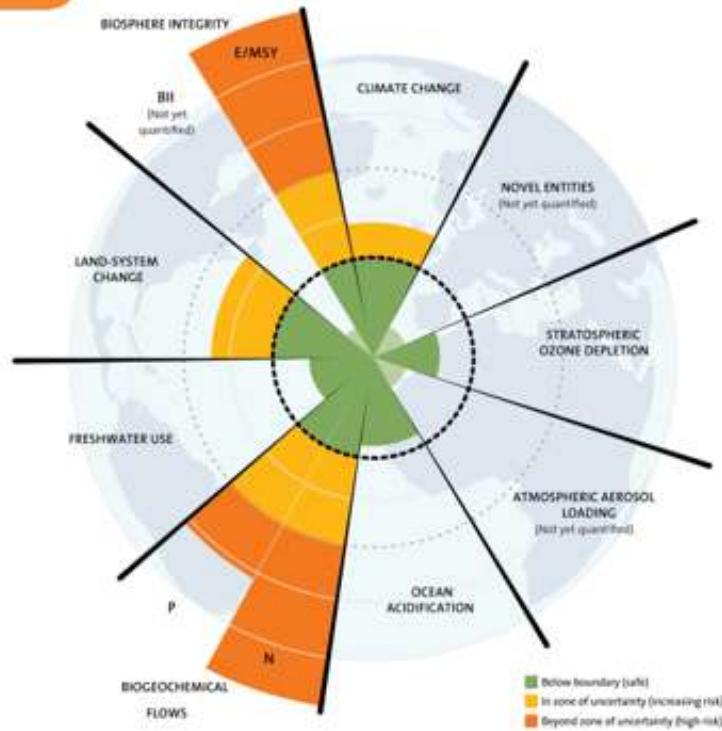 BIOSPHERE INTEGRITY
E/MSY
BII
(Not yet
quantified)
CLIMATE CHANGE
NOVEL ENTITIES
(Not yet quantified)
LAND-SYSTEM
CHANGE
STRATOSPHERIC
OZONE DEPLETION
FRESHWATER USE
ATMOSPHERIC AEROSOL
LOADING
(Not yet quantified)
OCEAN
ACIDIFICATION
P
N
BIOGEOCHEMICAL
FLOWS
Below boundary (safe)
In zone of uncertainty (increasing risk)
Beyond zone of uncertainty (high risk)